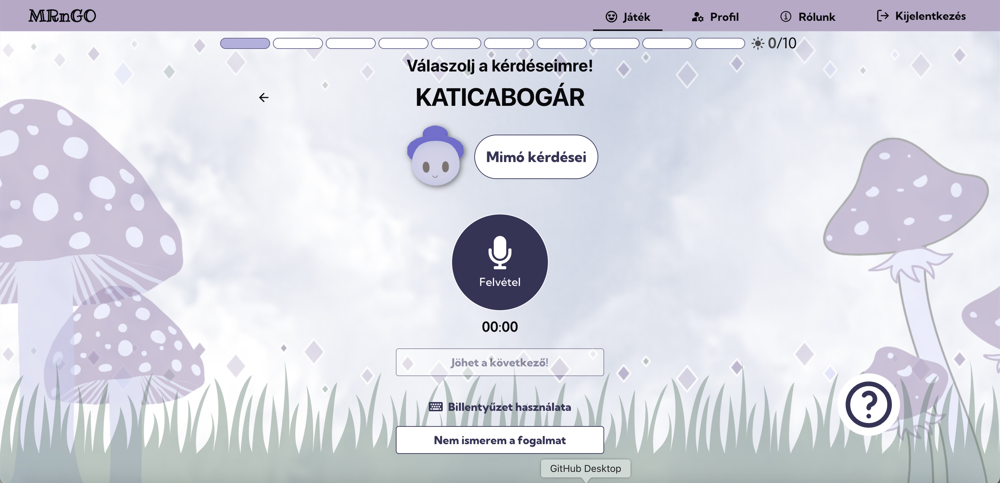 MRnGO
Játék
Profil
Rólunk
Kijelentkezés
0/10
Válaszolj a kérdéseimre!
KATICABOGÁR
Mimó kérdései
Felvétel
00:00
Jöhet a következő!
Billentyűzet használata
Nem ismerem a fogalmat
GitHub Desktop